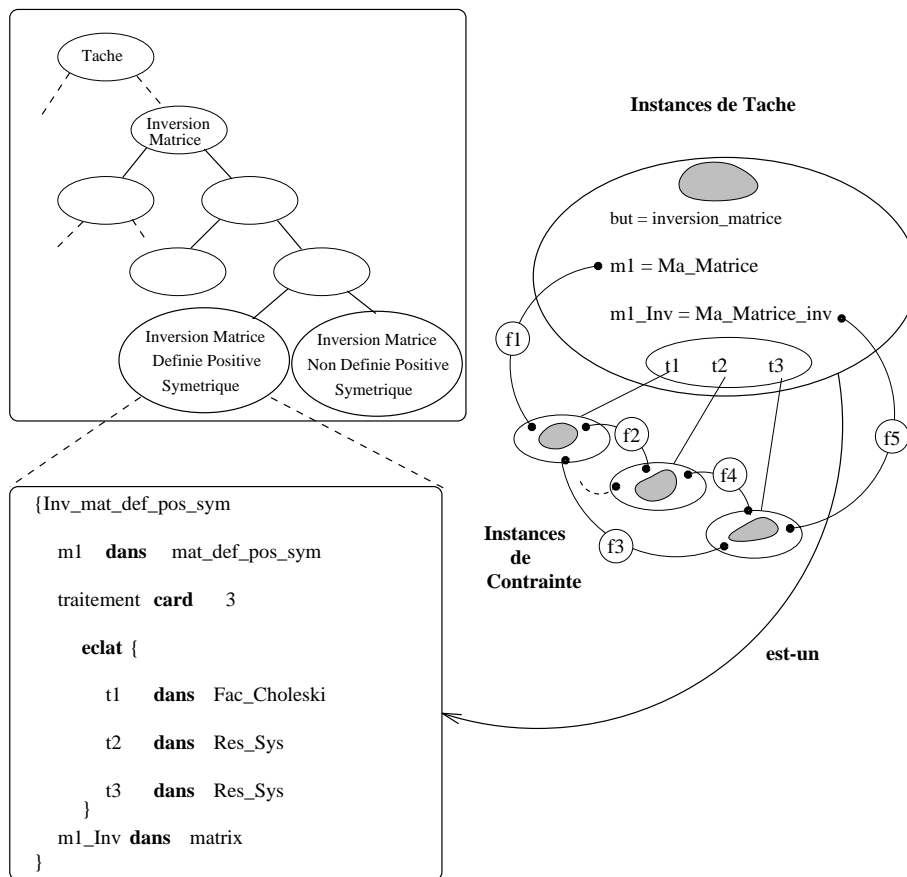 Tache
Inversion
Matrice
Inversion Matrice
Definie Positive
Symetrique
Inversion Matrice
Non Definie Positive
Symetrique
Instances de Tache
but = inversion_matrice
m1 = Ma_Matrice
m1_Inv = Ma_Matrice_inv
t1 t2 t3
f1
f2
f5
f4
f3
Instances
de
Contrainte
est-un
{Inv_mat_def_pos_sym
m1 dans mat_def_pos_sym
traitement card 3
eclat {
t1 dans Fac_Choleski
t2 dans Res_Sys
t3 dans Res_Sys
}
m1_Inv dans matrix
}